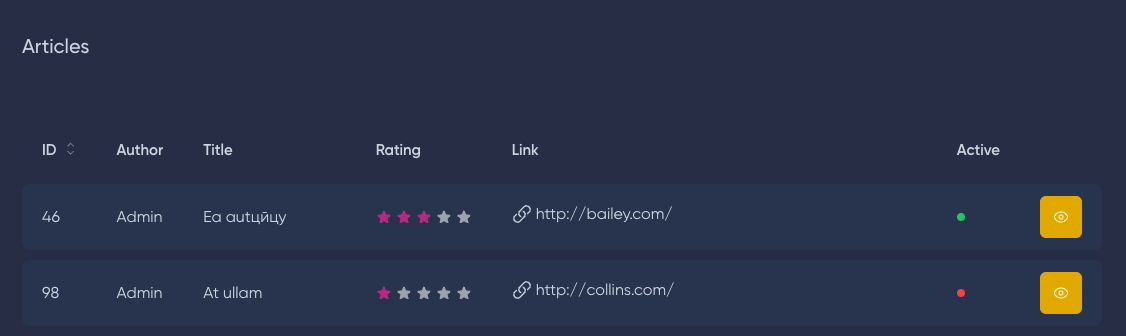 Articles
ID Author Title Rating Link Active
46 Admin Ea autцйцу http://bailey.com/
98 Admin At ullam http://collins.com/